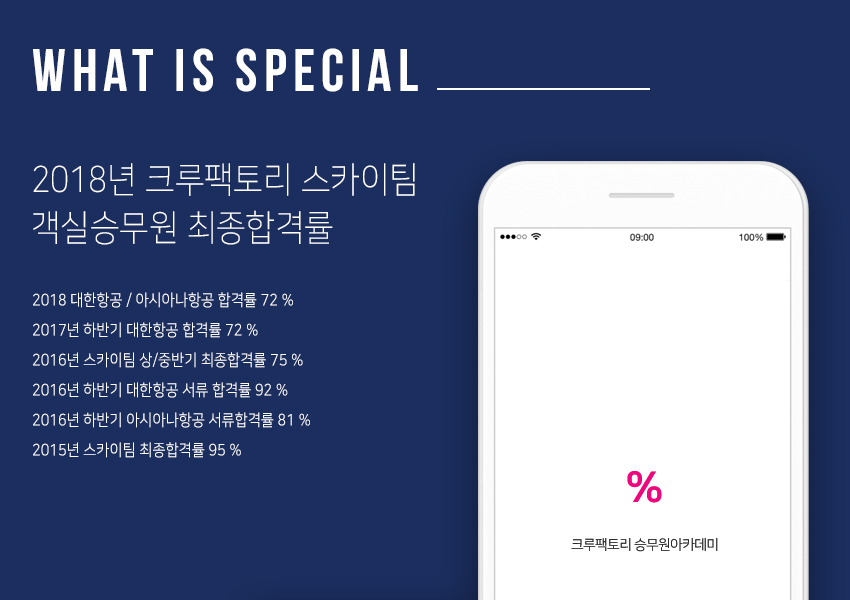 WHAT IS SPECIAL
2018년 크루팩토리 스카이팀
객실승무원 최종합격률
2018 대한항공 / 아시아나항공 합격률 72 %
2017년 하반기 대한항공 합격률 72 %
2016년 스카이팀 상/중반기 최종합격률 75 %
2016년 하반기 대한항공 서류 합격률 92 %
2016년 하반기 아시아나항공 서류합격률 81 %
2015년 스카이팀 최종합격률 95 %
09:00
100%
%
크루팩토리 승무원아카데미